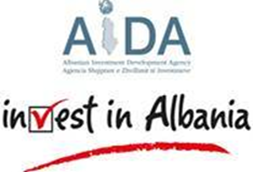 AIDA
Albanian Investment Development Agency
Agjencia Shqiptare e Zhvillimit të Investimeve
invest in Albania